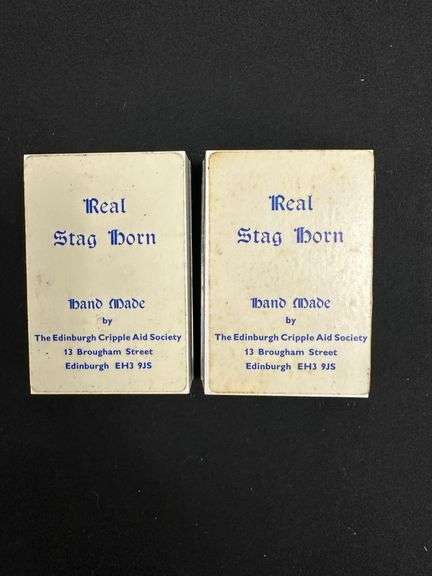 Real
Stag Horn
Hand Made
by
The Edinburgh Cripple Aid Society
13 Brougham Street
Edinburgh EH3 9JS
Real
Stag Horn
Hand Made
by
The Edinburgh Cripple Aid Society
13 Brougham Street
Edinburgh EH3 9JS